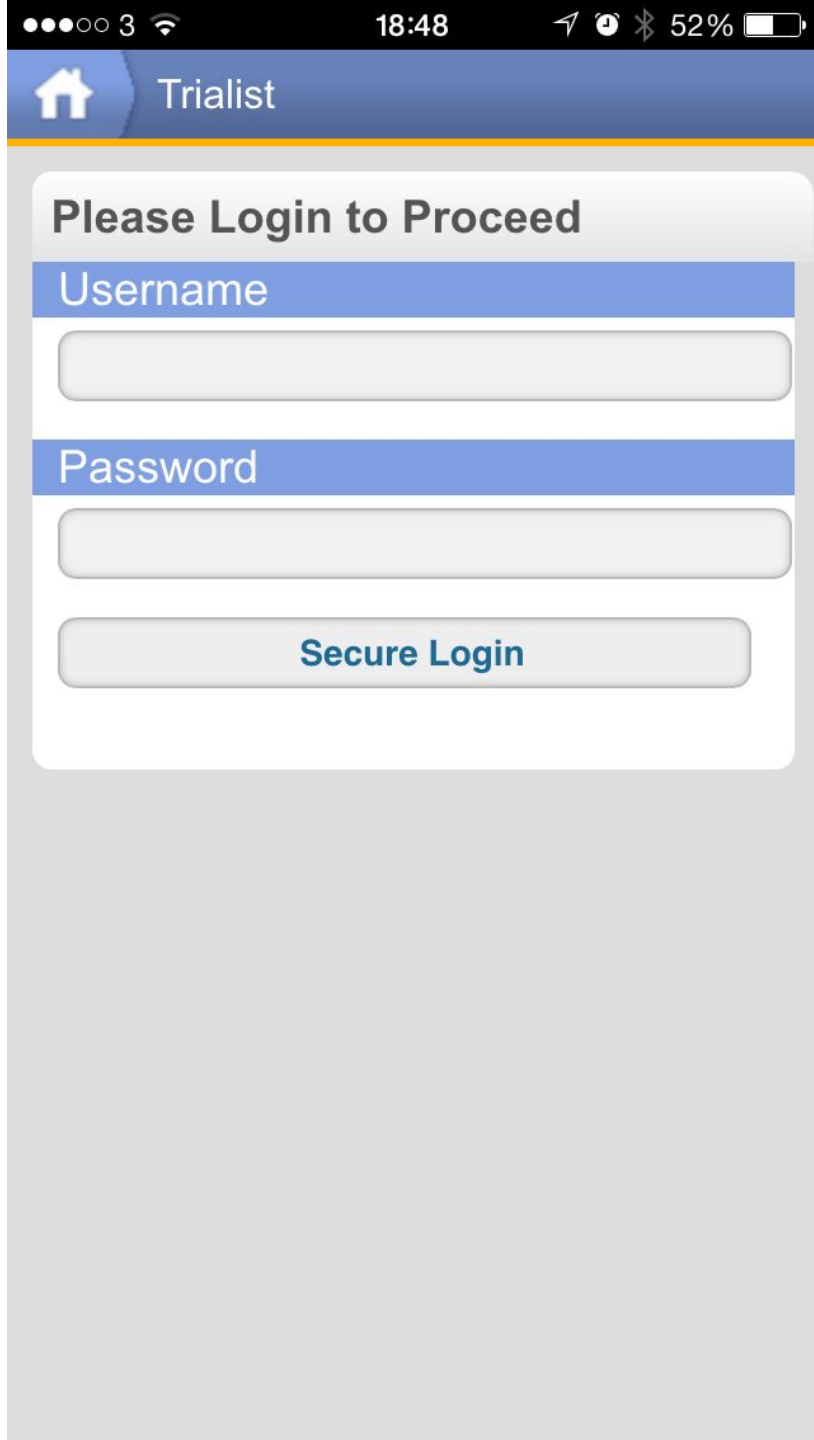 3 18:48 52%
Trialist
Please Login to Proceed
Username
Password
Secure Login